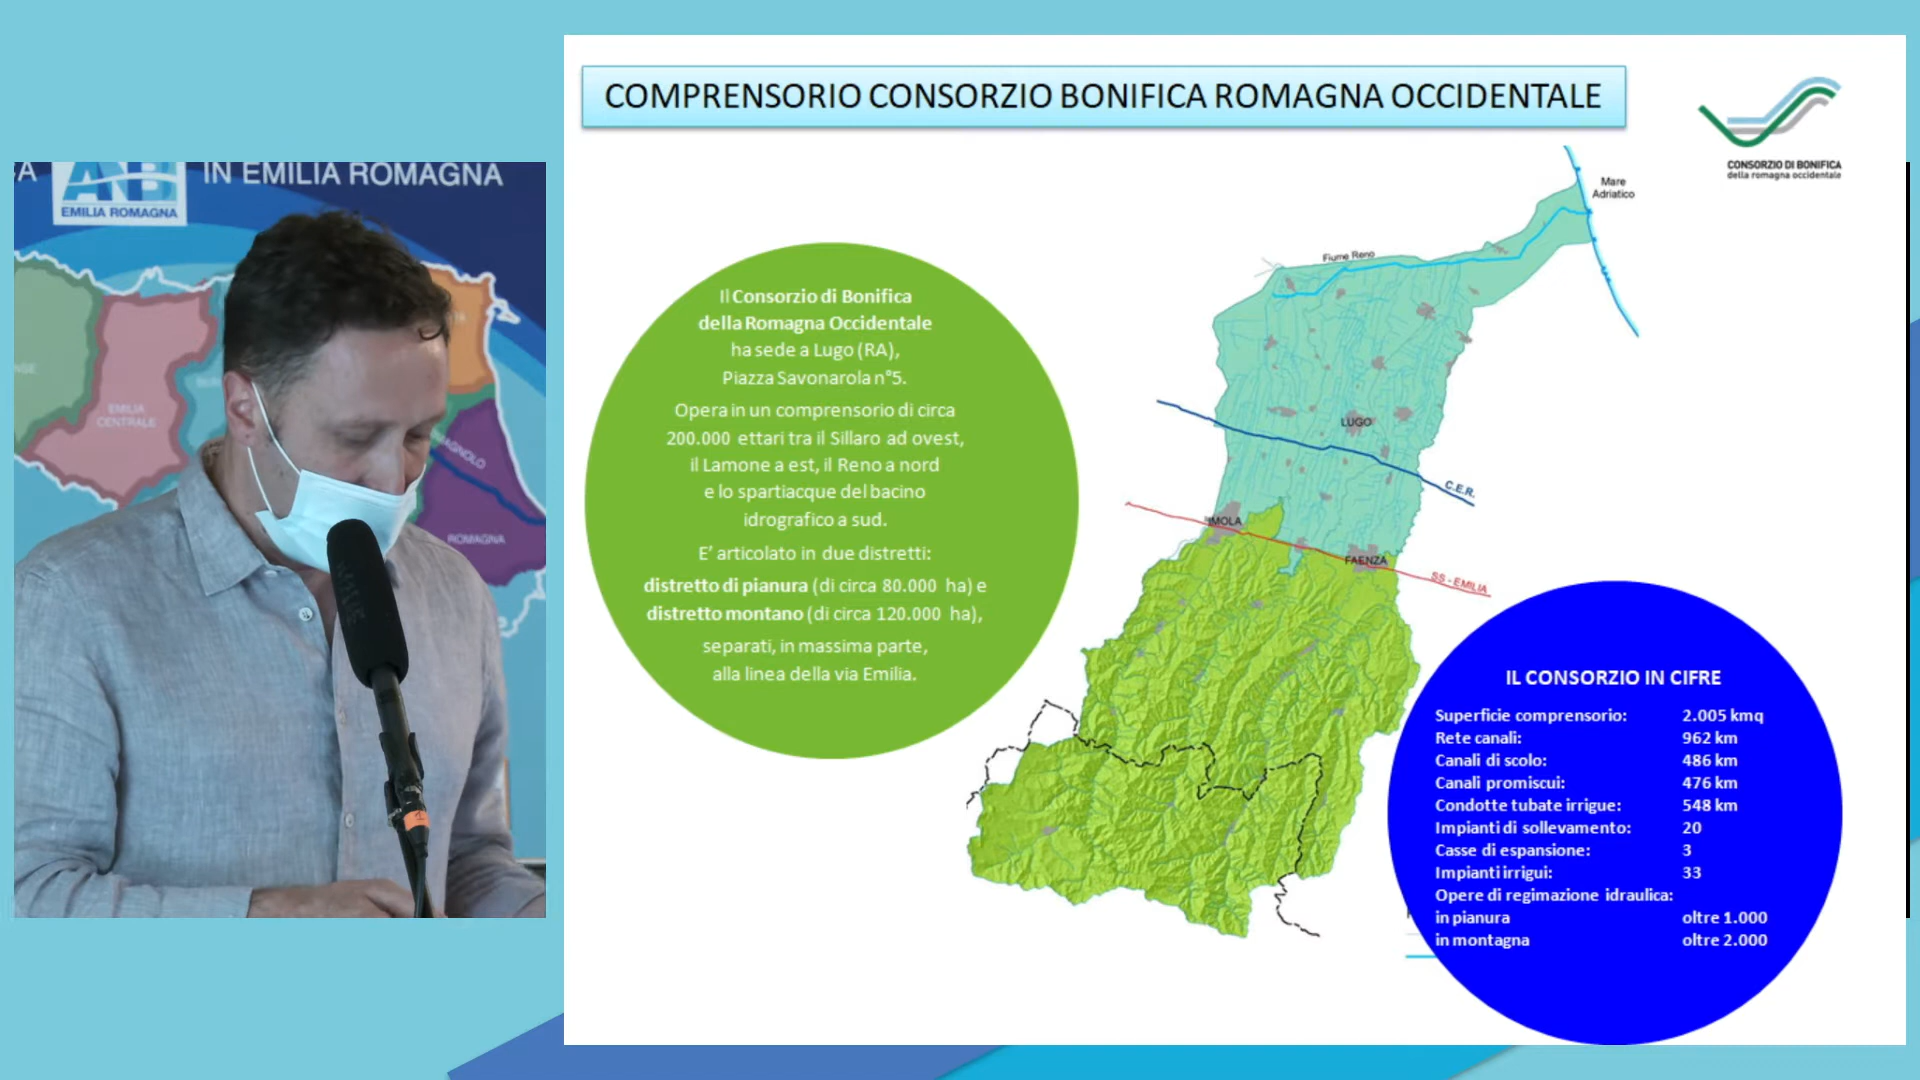 COMPRENSORIO CONSORZIO BONIFICA ROMAGNA OCCIDENTALE
CONSORZIO DI BONIFICA
della romagna occidentale
A
IN EMILIA ROMAGNA
EMILIA ROMAGNA
EMILIA
CENTRALE
ROMAGNA
Il Consorzio di Bonifica
della Romagna Occidentale
ha sede a Lugo (RA),
Piazza Savonarola n°5.
Opera in un comprensorio di circa
200.000 ettari tra il Sillaro ad ovest,
il Lamone a est, il Reno a nord
e lo spartiacque del bacino
idrografico a sud.
E’ articolato in due distretti:
distretto di pianura (di circa 80.000 ha) e
distretto montano (di circa 120.000 ha),
separati, in massima parte,
alla linea della via Emilia.
Mare
Adriatico
Fiume Reno
LUGO
C.E.R.
IMOLA
FAENZA
SS - EMILIA
IL CONSORZIO IN CIFRE
Superficie comprensorio: 2.005 kmq
Rete canali: 962 km
Canali di scolo: 486 km
Canali promiscui: 476 km
Condotte tubate irrigue: 548 km
Impianti di sollevamento: 20
Casse di espansione: 3
Impianti irrigui: 33
Opere di regimazione idraulica:
in pianura oltre 1.000
in montagna oltre 2.000